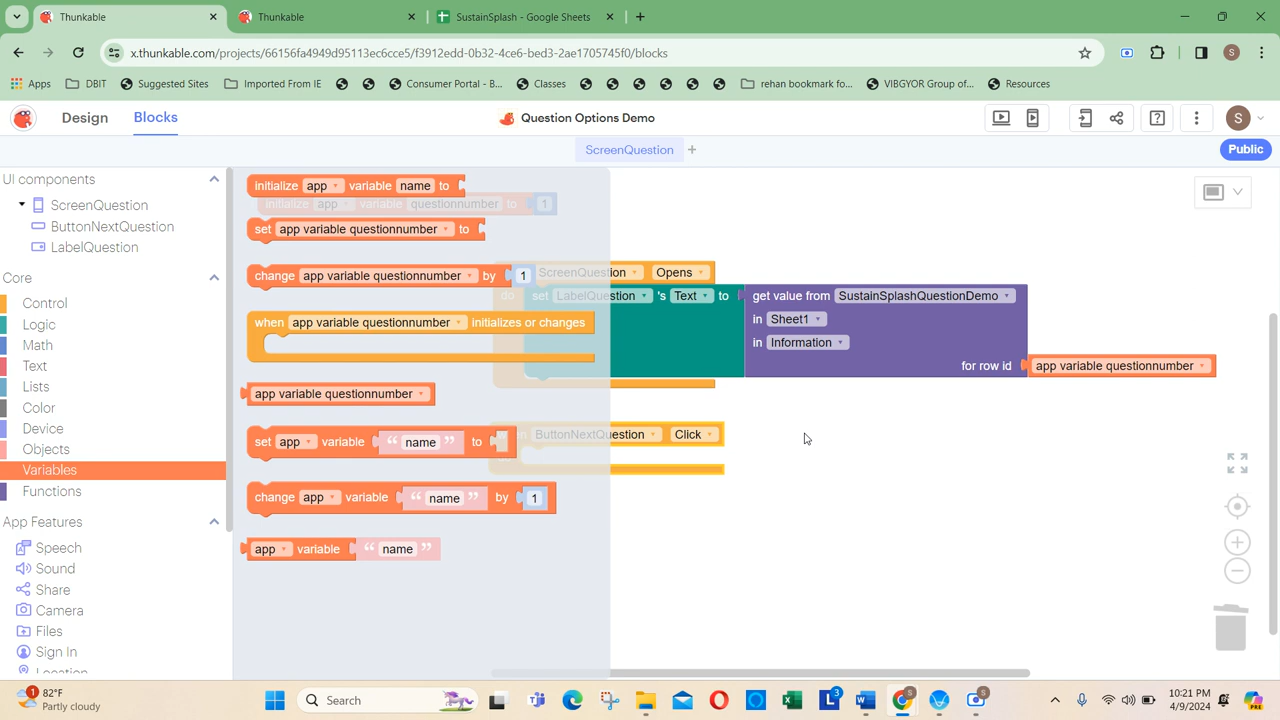 Thunkable
Thunkable
SustainSplash - Google Sheets
x.thunkable.com/projects/66156fa4949d95113ec6cce5/f3912edd-0b32-4ce6-bed3-2ae1705745f0/blocks
S
Apps
DBIT
Suggested Sites
Imported From IE
Consumer Portal - B...
Classes
rehan bookmark fo...
VIBGYOR Group of...
Resources
Design
Blocks
Question Options Demo
S
ScreenQuestion
Public
UI components
ScreenQuestion
ButtonNextQuestion
LabelQuestion
Core
Control
Logic
Math
Text
Lists
Color
Device
Objects
Variables
Functions
App Features
Speech
Sound
Share
Camera
Files
Sign In
Location
initialize app variable name to
initialize app variable questionnumber to 1
set app variable questionnumber to
change app variable questionnumber by 1
when app variable questionnumber initializes or changes
app variable questionnumber
set app variable “ name ” to
change app variable “ name ” by 1
app variable “ name ”
ScreenQuestion Opens
do set LabelQuestion 's Text to
get value from SustainSplashQuestionDemo
in Sheet1
in Information
for row id app variable questionnumber
ButtonNextQuestion Click
1
82°F
Partly cloudy
Search
3
S
S
10:21 PM
4/9/2024
PRE